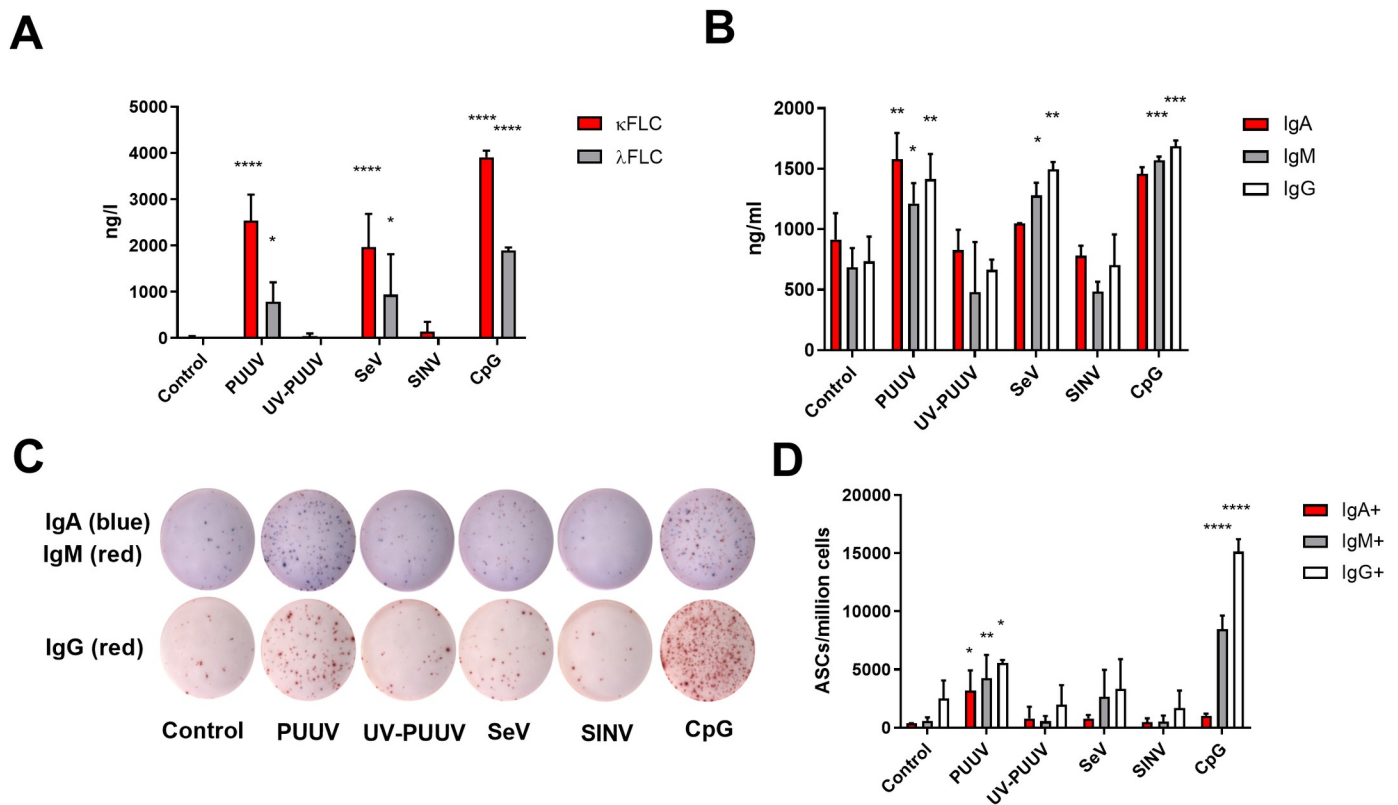 A
5000
4000
3000
2000
1000
0
ng/l
****
*
****
*
****
****
κFLC
λFLC
Control
PUUV
UV-PUUV
SeV
SINV
CpG
B
2000
1500
1000
500
0
ng/ml
**
*
**
*
**
***
***
IgA
IgM
IgG
Control
PUUV
UV-PUUV
SeV
SINV
CpG
C
IgA (blue)
IgM (red)
IgG (red)
Control
PUUV
UV-PUUV
SeV
SINV
CpG
D
20000
15000
10000
5000
0
ASCs/million cells
*
**
*
****
****
IgA+
IgM+
IgG+
Control
PUUV
UV-PUUV
SeV
SINV
CpG